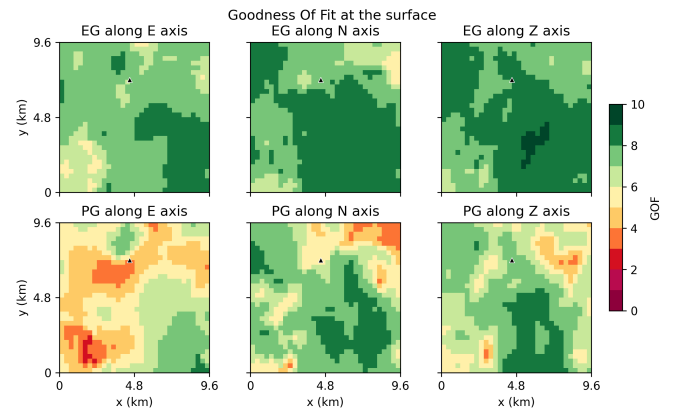 Goodness Of Fit at the surface
EG along E axis EG along N axis EG along Z axis
9.6
4.8
0
y (km)
10
8
6
4
2
0
GOF
PG along E axis PG along N axis PG along Z axis
9.6
4.8
0
y (km)
0 4.8 9.6 0 4.8 9.6 0 4.8 9.6
x (km) x (km) x (km)